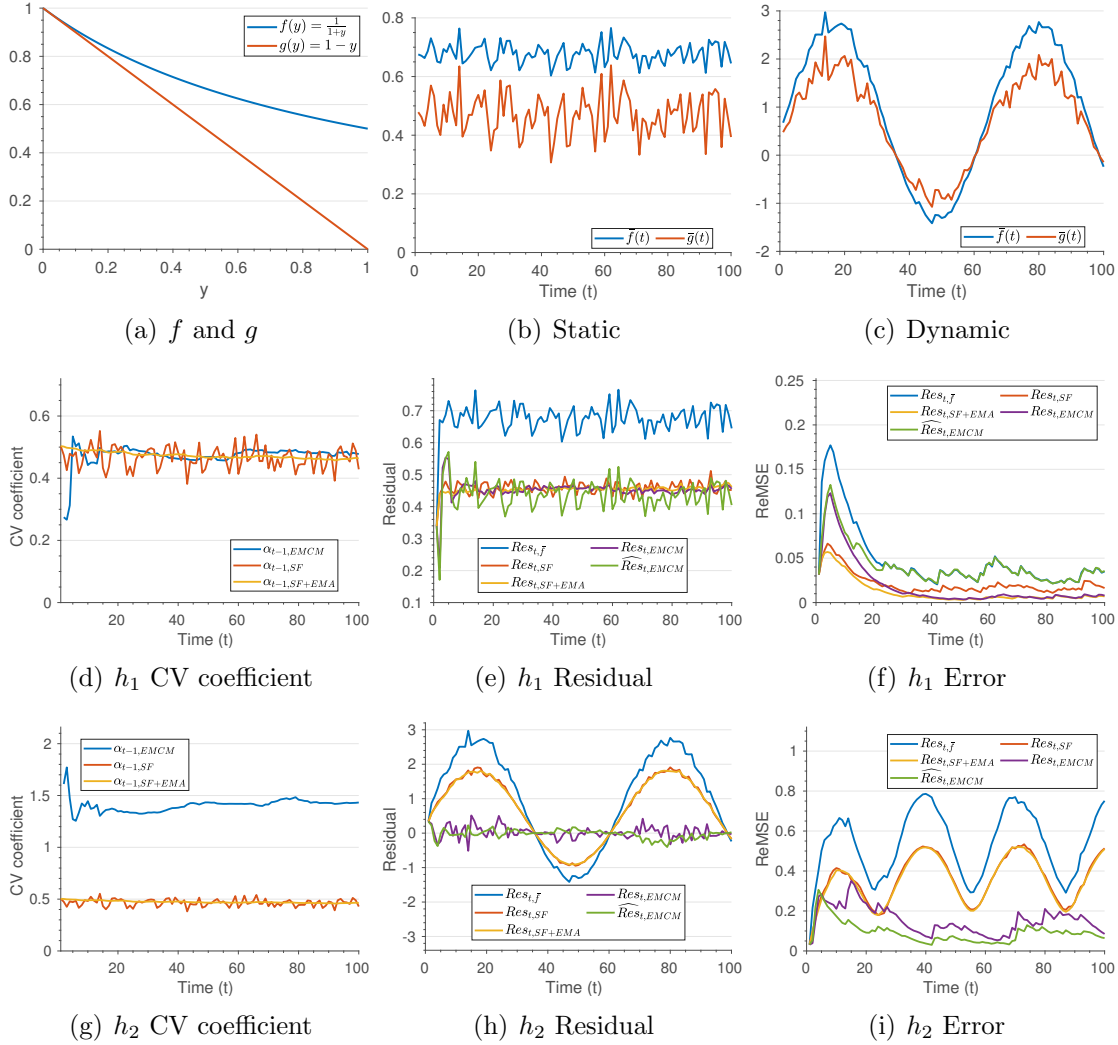 1
0.8
0.6
0.4
0.2
0
0
0.2
0.4
0.6
0.8
1
y
f(y) = 1/(1+y)
g(y) = 1 − y
(a) f and g
0.8
0.6
0.4
0.2
0
20
40
60
80
100
Time (t)
f̄(t) ḡ(t)
(b) Static
3
2
1
0
-1
-2
0
20
40
60
80
100
Time (t)
f̄(t) ḡ(t)
(c) Dynamic
CV coefficient
0.6
0.4
0.2
0
20
40
60
80
100
Time (t)
α_{t−1,EMCM}
α_{t−1,SF}
α_{t−1,SF+EMA}
(d) h₁ CV coefficient
Residual
0.7
0.5
0.3
0.1
0
20
40
60
80
100
Time (t)
Res_{t,f̄} Res_{t,EMCM}
Res_{t,SF} R̂es_{t,EMCM}
Res_{t,SF+EMA}
(e) h₁ Residual
ReMSE
0.25
0.20
0.15
0.10
0.05
0
0
20
40
60
80
100
Time (t)
Res_{t,f̄} Res_{t,SF}
Res_{t,SF+EMA} Res_{t,EMCM}
R̂es_{t,EMCM}
(f) h₁ Error
CV coefficient
2
1.5
1
0.5
0
20
40
60
80
100
Time (t)
α_{t−1,EMCM}
α_{t−1,SF}
α_{t−1,SF+EMA}
(g) h₂ CV coefficient
Residual
3
2
1
0
-1
-2
-3
0
20
40
60
80
100
Time (t)
Res_{t,f̄} Res_{t,EMCM}
Res_{t,SF} R̂es_{t,EMCM}
Res_{t,SF+EMA}
(h) h₂ Residual
ReMSE
1
0.8
0.6
0.4
0.2
0
0
20
40
60
80
100
Time (t)
Res_{t,f̄} Res_{t,SF}
Res_{t,SF+EMA} Res_{t,EMCM}
R̂es_{t,EMCM}
(i) h₂ Error